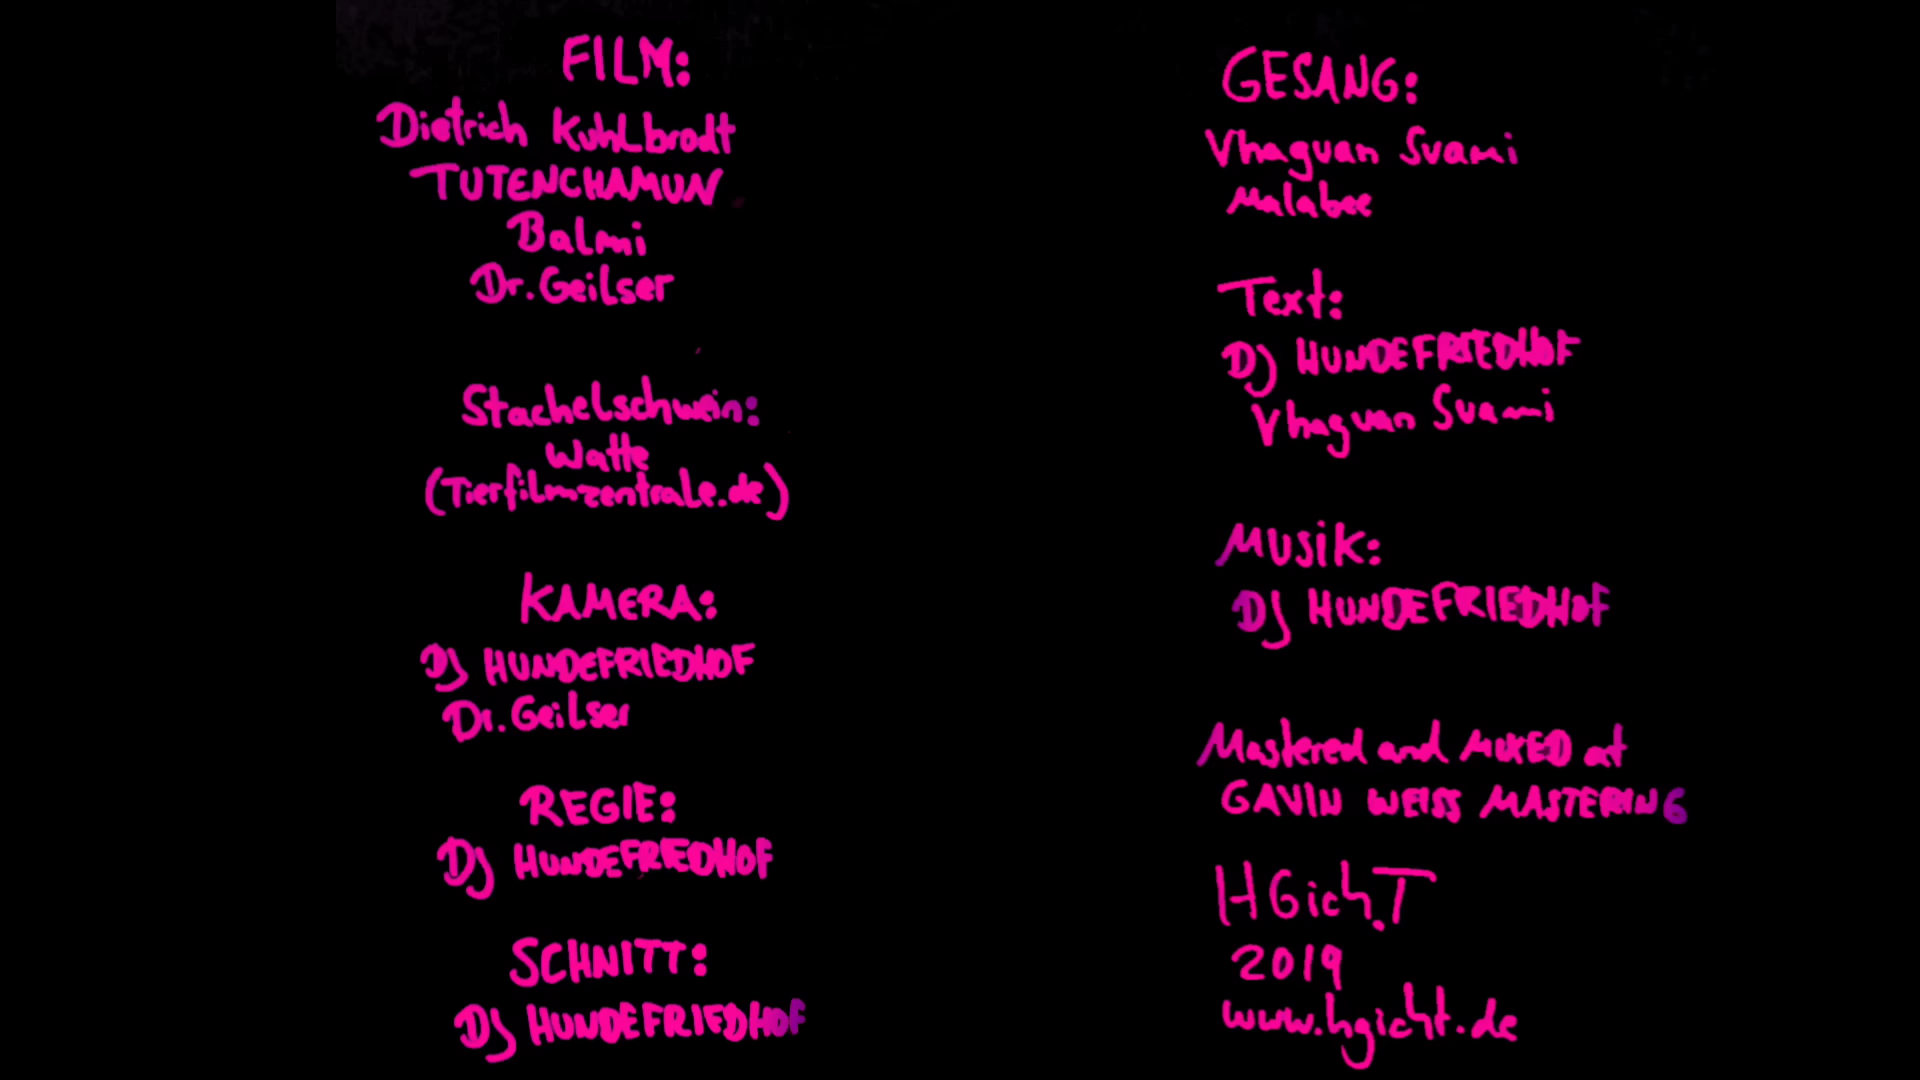 FILM:
Dietrich Kuhlbrodt
TUTENCHAMUN
Balmi
Dr. Geilser
Stachelschwein:
Watte
(Tierfilmzentrale.de)
KAMERA:
DJ HUNDEFRIEDHOF
Dr. Geilser
REGIE:
DJ HUNDEFRIEDHOF
SCHNITT:
DJ HUNDEFRIEDHOF
GESANG:
Vhaguan Svami
Malabee
Text:
DJ HUNDEFRIEDHOF
Vhaguan Svami
MUSIK:
DJ HUNDEFRIEDHOF
Mastered and MIXED at
GAVIN WEISS MASTERING
HGich.T
2019
www.hgicht.de